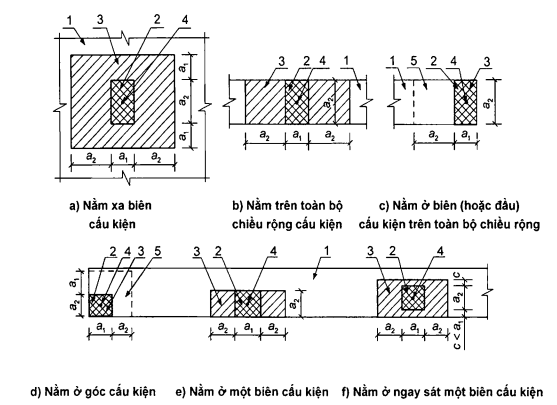 1 3 2 4
a₁
a₂
a₁
a₂ a₁ a₂
a) Nằm xa biên
cấu kiện
3 2 4 1
a₂
a₂ a₁ a₂
b) Nằm trên toàn bộ
chiều rộng cấu kiện
1 5 2 4 3
a₂
a₂ a₁
c) Nằm ở biên (hoặc đầu)
cấu kiện trên toàn bộ chiều rộng
2 4 3 5
a₁
a₂
a₁ a₂
d) Nằm ở góc cấu kiện
3 2 4 1
a₂
a₂ a₁ a₂
e) Nằm ở một biên cấu kiện
3 2 4
c
a₂
c < a₁
a₂ a₁ a₂
f) Nằm ở ngay sát một biên cấu kiện